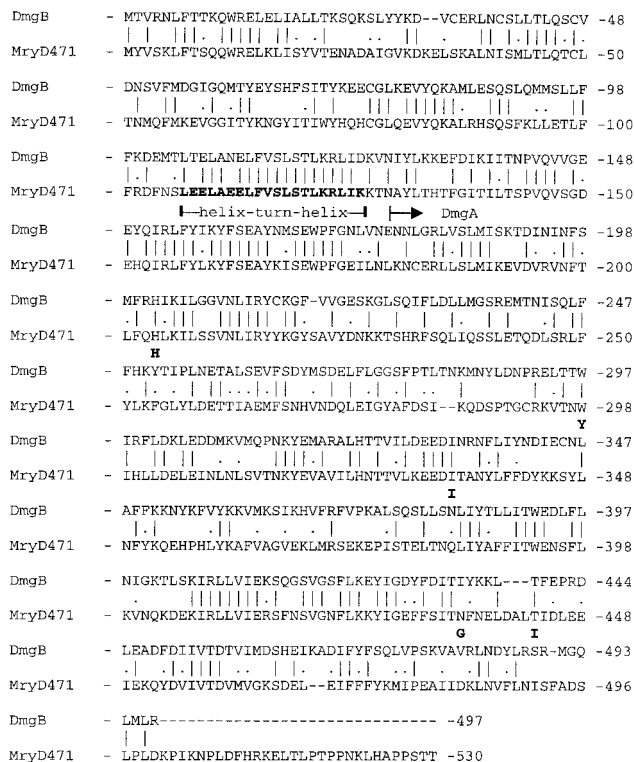 DmgB - MTVRNLFTTKQWRELELIALLTKSQKSLYYKD--VCERLNCSLLTLQSCV -48
MryD471 - MYVSKLFTSQQWRELKLISYVTENADAIGVKDKELSKALNISMLTLQTCL -50
DmgB - DNSVFMDGIGQMTYEYSHFSITYKEECGLKEVYQKAMLESQSLQMMSLLF -98
MryD471 - TNMQFMKEVGGITYKNGYITIWYHQHCGLQEVYQKALRHSQSFKLLETLF -100
DmgB - FKDEMTLTELANELFVSLSTLKRLIDKVNIYLKKEFDIKIITNPVQVVGE -148
MryD471 - FRDFNSLEELAEELFVSLSTLKRLIKKTNAYLTHTFGITILTSPVQVSGD -150
helix-turn-helix DmgA
DmgB - EYQIRLFYIKYFSEAYNMSEWPFGNLVNENNLGRLVSLMISKTDININFS -198
MryD471 - EHQIRLFYLKYFSEAYKISEWPFGEILNLKNCERLLSLMIKEVDVRVNFT -200
DmgB - MFRHIKILGGVNLIRYCKGF-VVGESKGLSQIFLDLLMGSREMTNISQLF -247
MryD471 - LFQHLKILSSVNLIRYYKGYSAVYDNKKTSHRFSQLIQSSLETQDLSRLF -250
H
DmgB - FHKYTIPLNETALSEVFSDYMSDELFLGGSFPTLTNKMNYLDNPRELTTW -297
MryD471 - YLKFGLYLDETTIAEMFSNHVNDQLEIGYAFDSI--KQDSPTGCRKVTNW -298
Y
DmgB - IRFLDKLEDDMKVMQPNKYEMARALHTTVILDEEDINRNFLIYNDIECNL -347
MryD471 - IHLLDELEINLNLSVTNKYEVAVILHNTTVLKEEDITANYLFFDYKKSYL -348
I
DmgB - AFFKKNYKFVYKKVMKSIKHVFRFVPKALSQSLLSNLIYTLLITWEDLFL -397
MryD471 - NFYKQEHPHLYKAFVAGVEKLMRSEKEPISTELTNQLIYAFFITWENSFL -398
DmgB - NIGKTLSKIRLLVIEKSQGSVGSFLKEYIGDYFDITIYKKL---TFEPRD -444
MryD471 - KVNQKDEKIRLLVIERSFNSVGNFLKKYIGEFFSITNFNELDALTIDLEE -448
G I
DmgB - LEADFDIIVTDTVIMDSHEIKADIFYFSQLVPSKVAVRLNDYLRSR-MGQ -493
MryD471 - IEKQYDVIVTDVMVGKSDEL--EIFFFYKMIPEAIIDKLNVFLNISFADS -496
DmgB - LMLR--------------------------------- -497
MryD471 - LPLDKPIKNPLDFHRKELTLPTPPNKLHAPPSTT -530